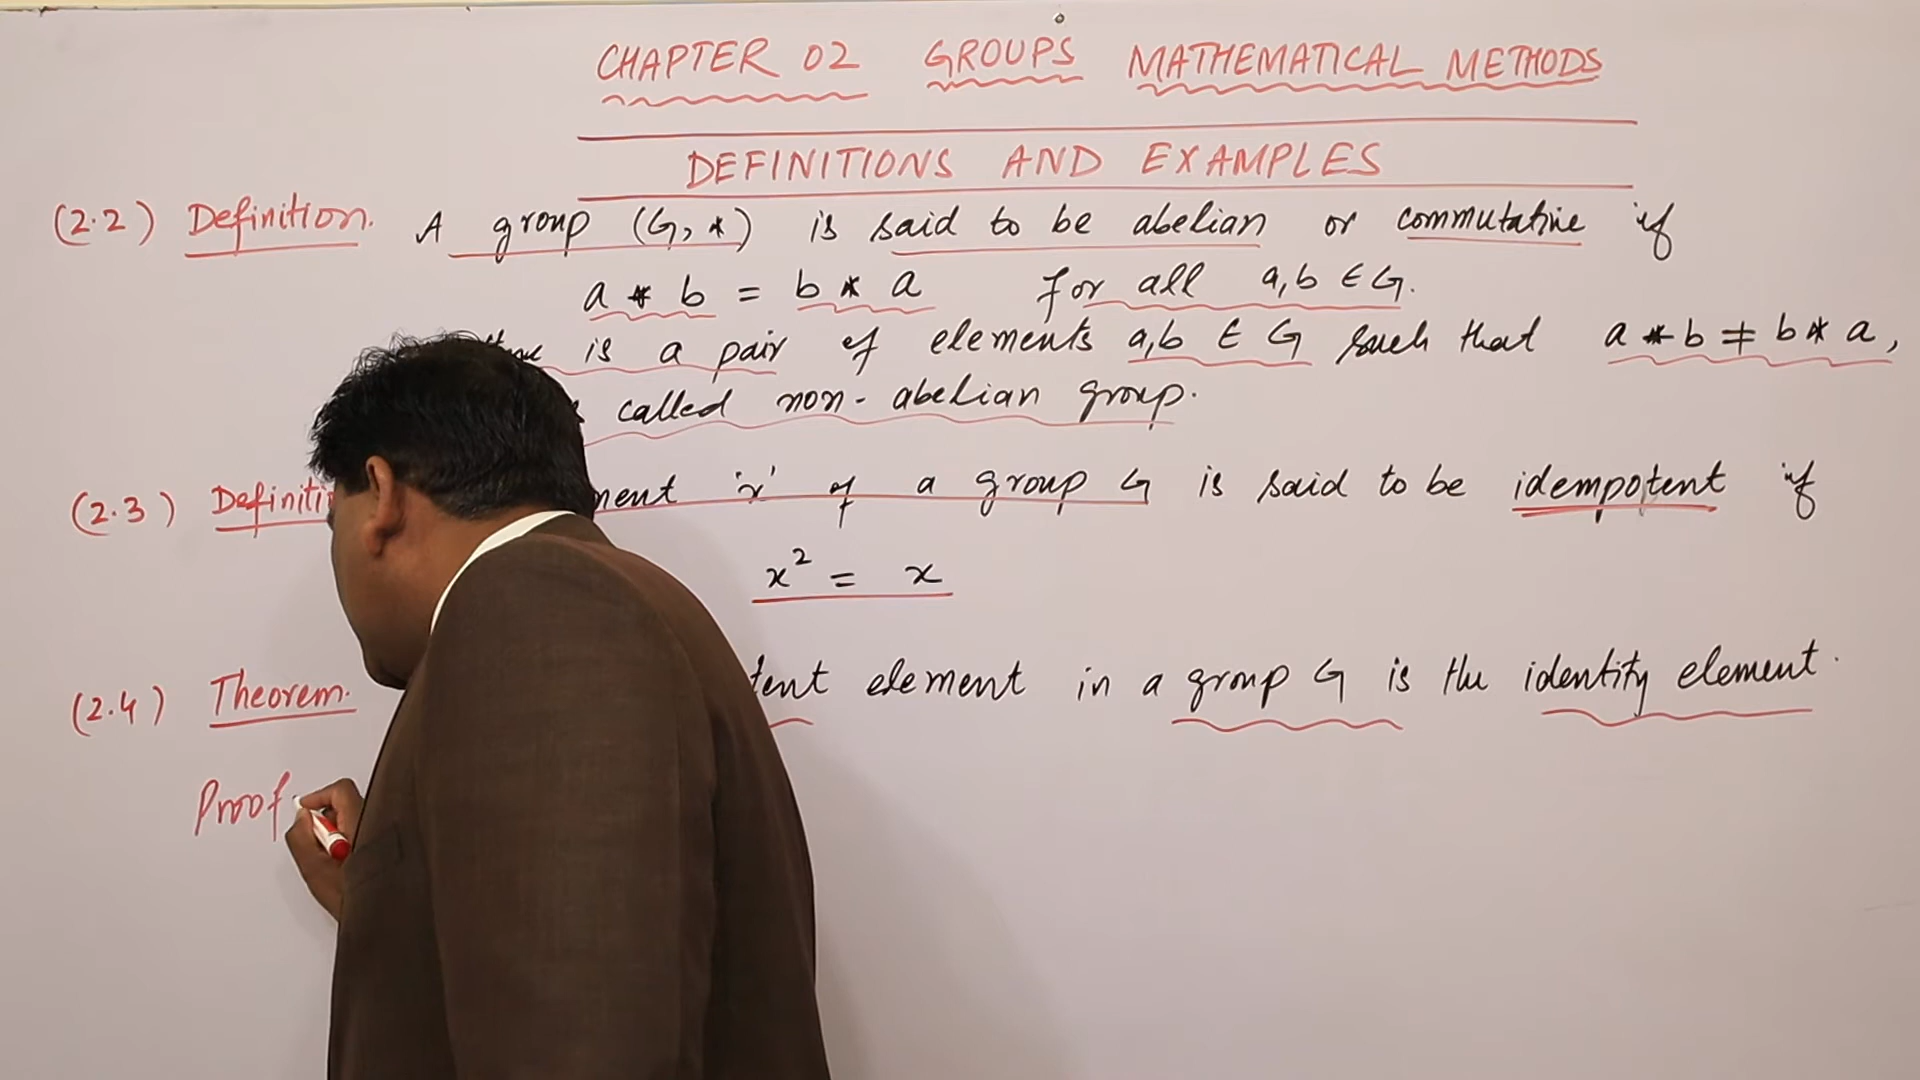 CHAPTER 02 GROUPS MATHEMATICAL METHODS
DEFINITIONS AND EXAMPLES
(2.2) Definition. A group (G, *) is said to be abelian or commutative if
a * b = b * a for all a,b ∈ G.
is a pair of elements a,b ∈ G such that a * b ≠ b * a,
called non-abelian group.
(2.3) Definiti ment 'x' of a group G is said to be idempotent if
x² = x
(2.4) Theorem. tent element in a group G is the identity element.
Proof